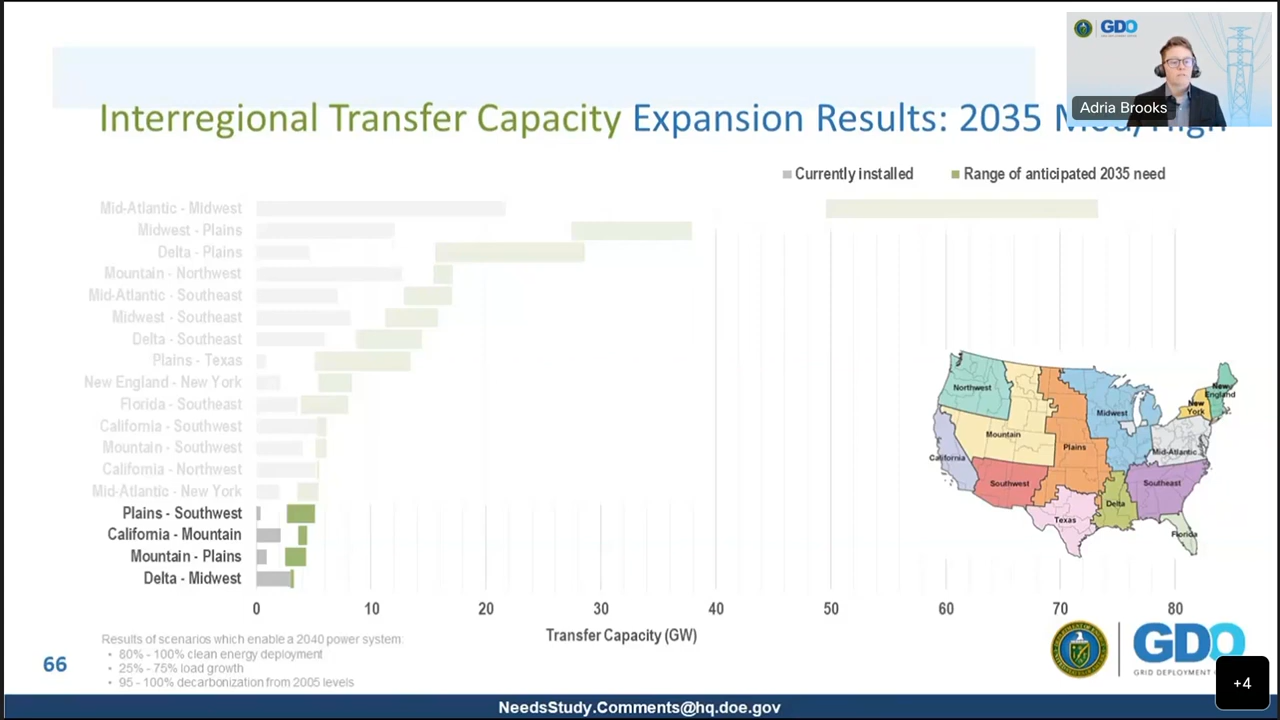 GDO
Adria Brooks
Interregional Transfer Capacity Expansion Results: 2035 Mod/High
Currently installed
Range of anticipated 2035 need
Mid-Atlantic - Midwest
Midwest - Plains
Delta - Plains
Mountain - Northwest
Mid-Atlantic - Southeast
Midwest - Southeast
Delta - Southeast
Plains - Texas
New England - New York
Florida - Southeast
California - Southwest
Mountain - Southwest
California - Northwest
Mid-Atlantic - New York
Plains - Southwest
California - Mountain
Mountain - Plains
Delta - Midwest
0 10 20 30 40 50 60 70 80
Transfer Capacity (GW)
Northwest
Mountain
California
Southwest
Plains
Texas
Midwest
Delta
Southeast
Florida
Mid-Atlantic
New
York
New
England
Results of scenarios which enable a 2040 power system:
• 80% - 100% clean energy deployment
• 25% - 75% load growth
• 95 - 100% decarbonization from 2005 levels
66
GDO
GRID DEPLOYMENT
+4
NeedsStudy.Comments@hq.doe.gov